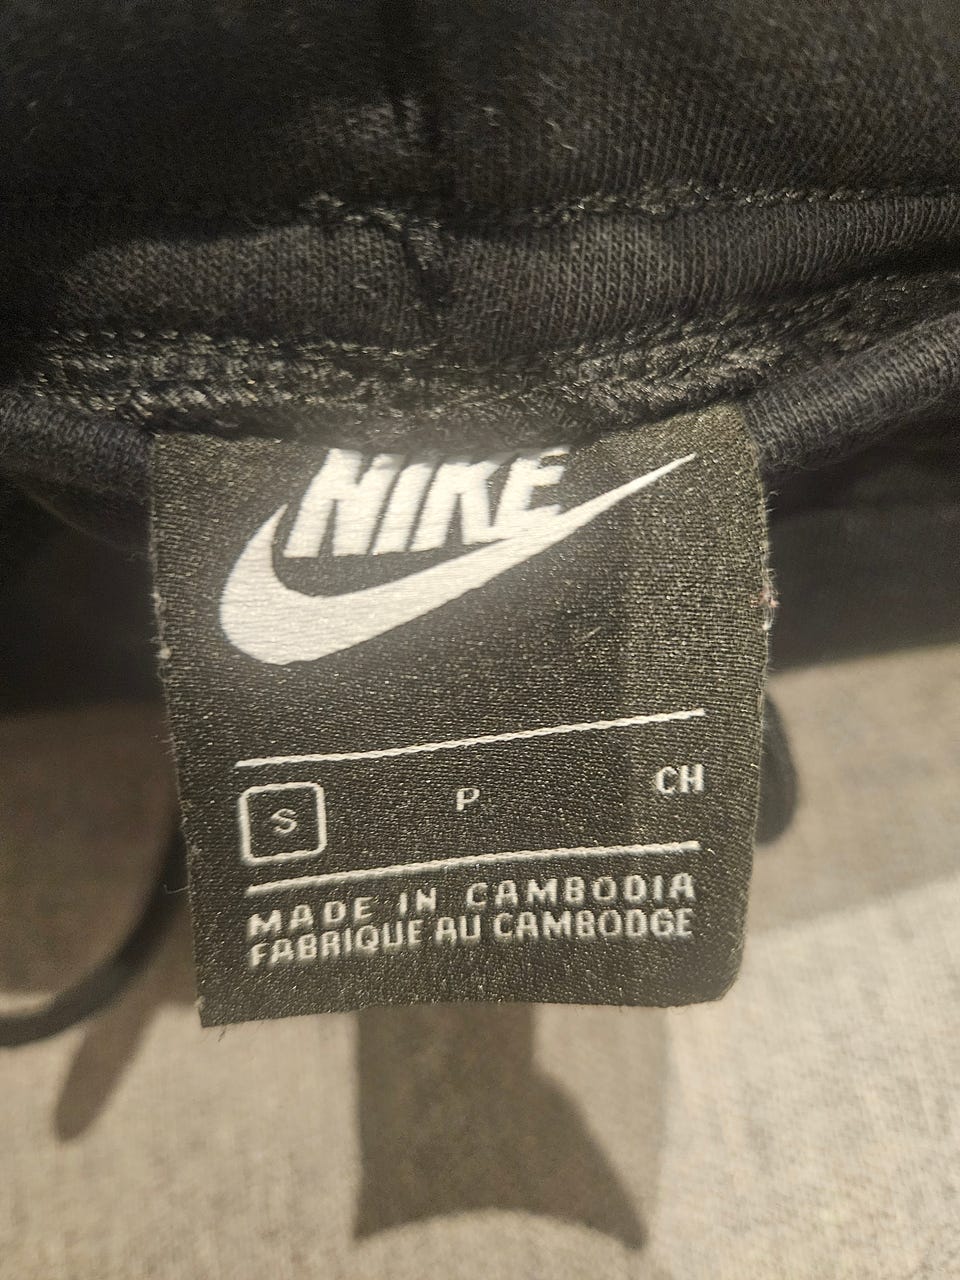 NIKE
S P CH
MADE IN CAMBODIA
FABRIQUE AU CAMBODGE